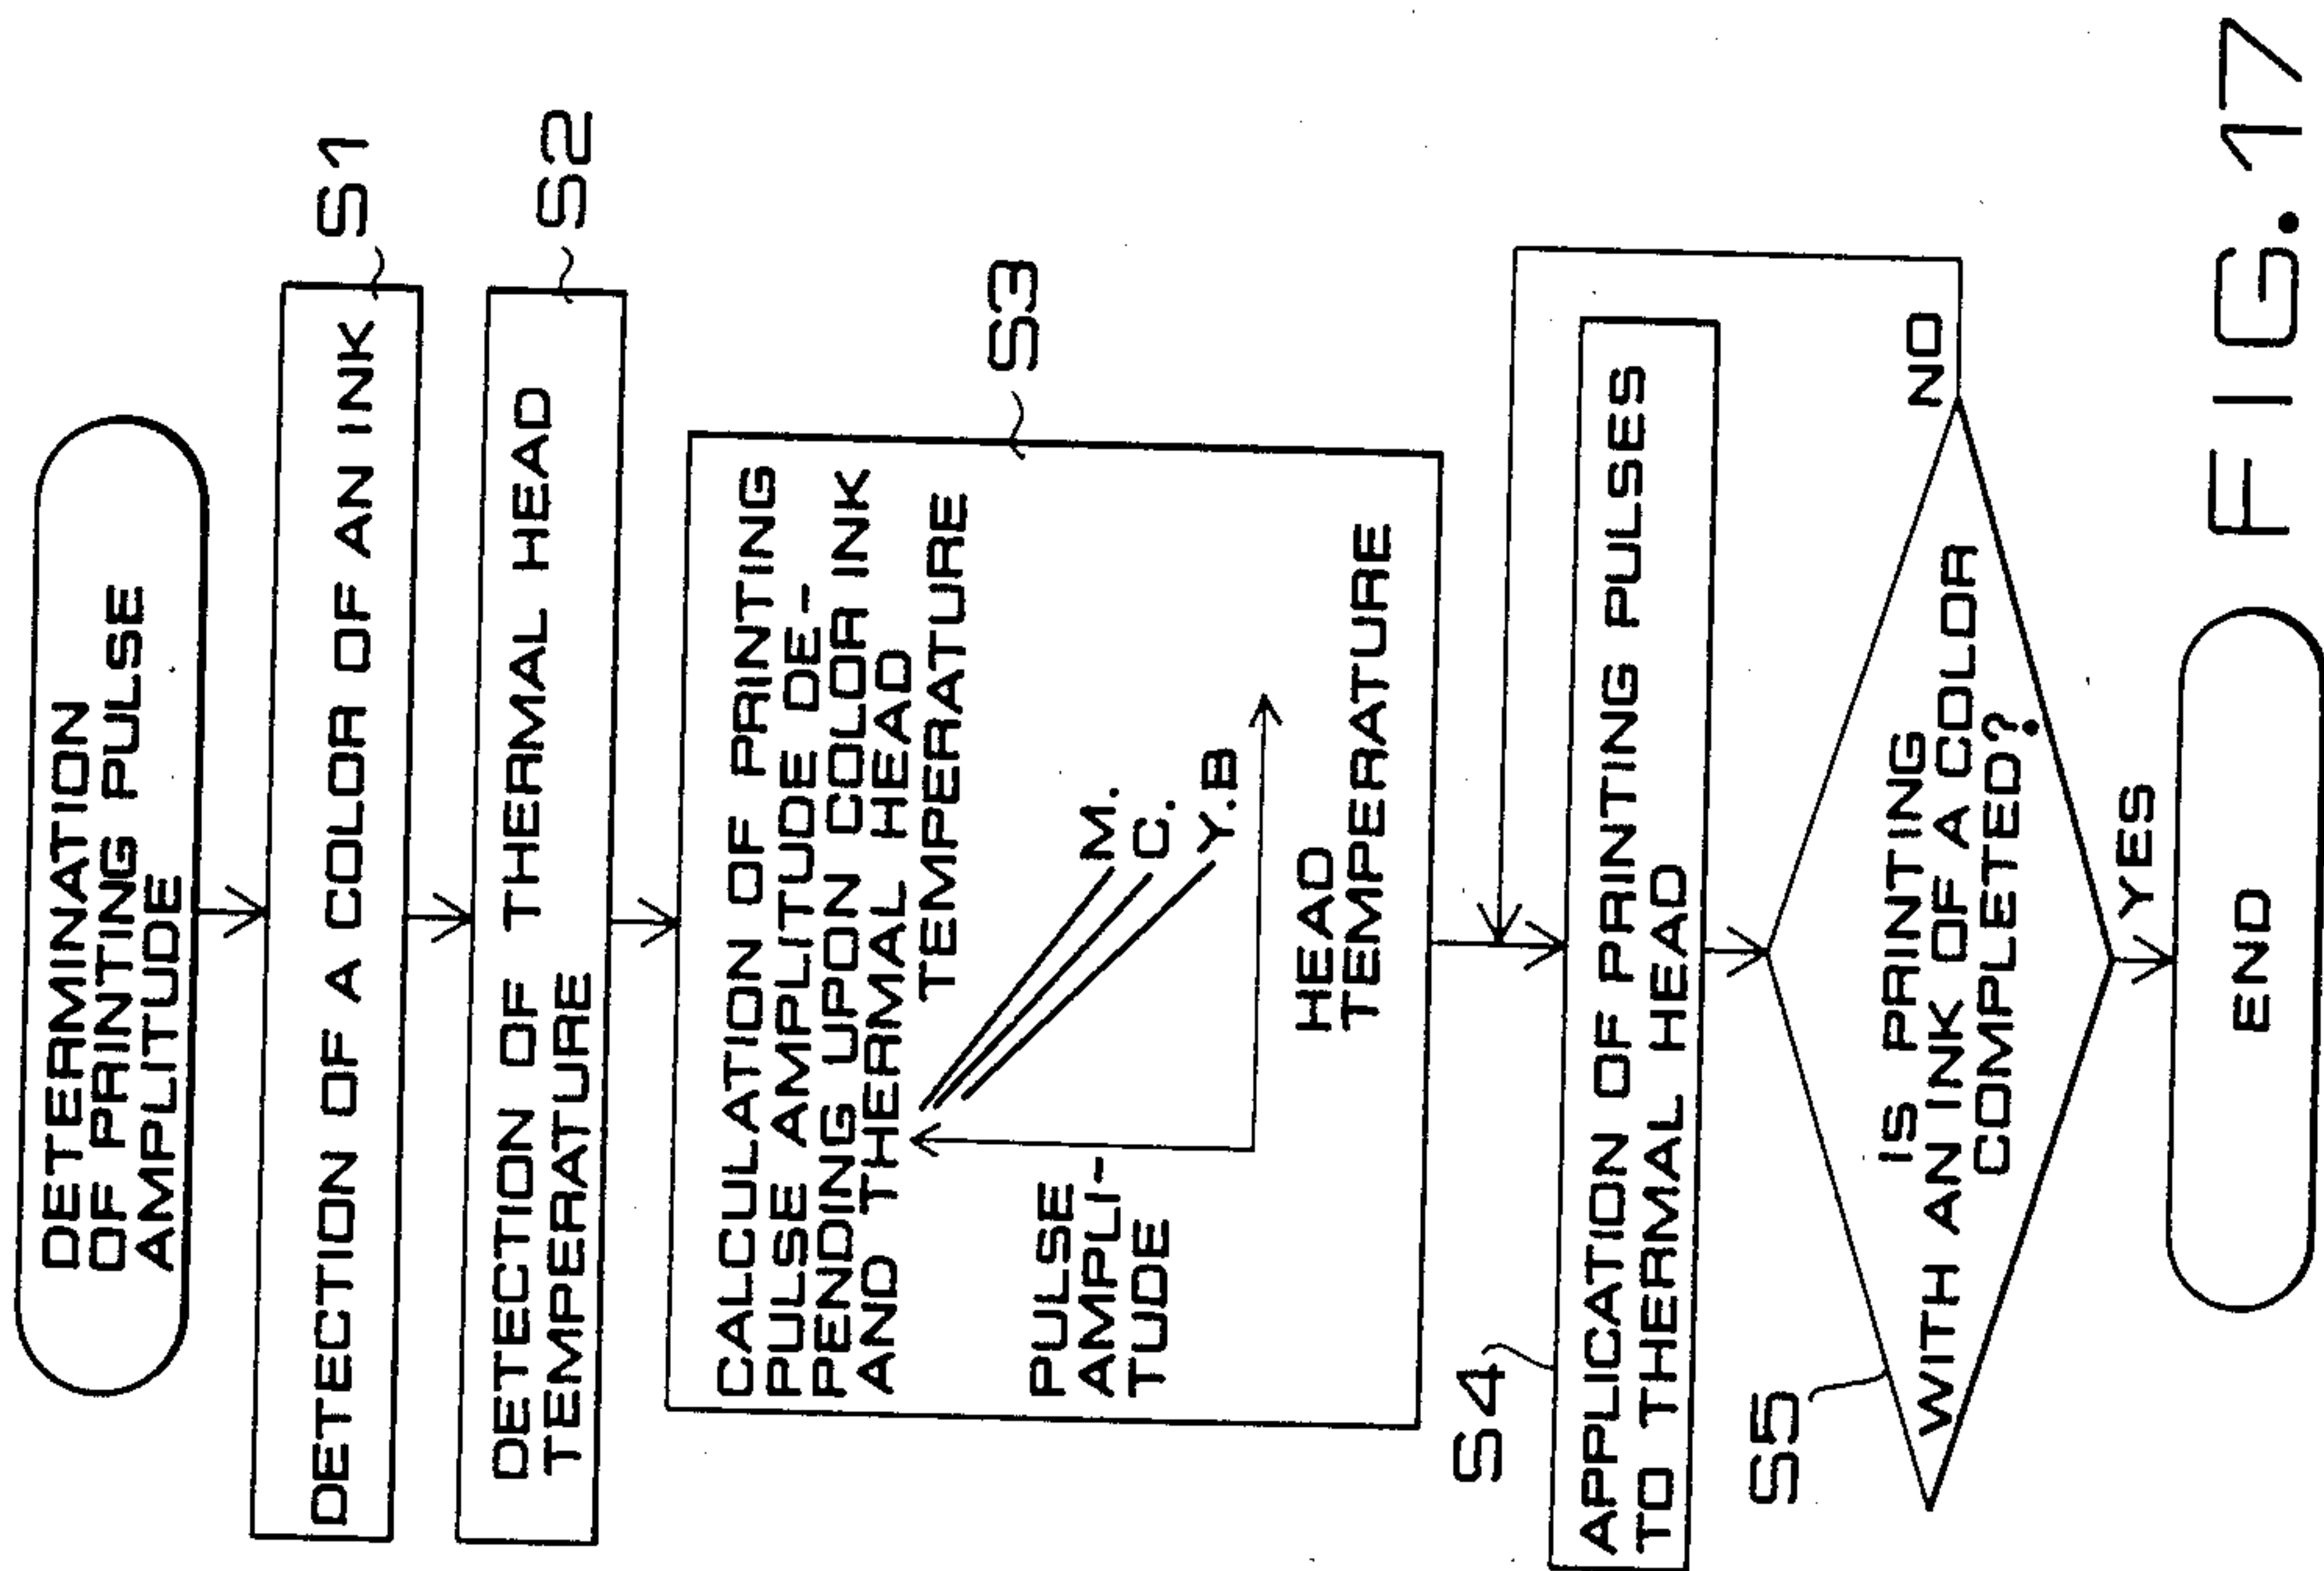 DETERMINATION
OF PRINTING PULSE
AMPLITUDE
DETECTION OF A COLOR OF AN INK
S1
DETECTION OF THERMAL HEAD
TEMPERATURE
S2
CALCULATION OF PRINTING
PULSE AMPLITUDE DE-
PENDING UPON COLOR INK
AND THERMAL HEAD
TEMPERATURE
S3
PULSE
AMPLI-
TUDE
M.
C.
Y.B
HEAD
TEMPERATURE
S4
APPLICATION OF PRINTING PULSES
TO THERMAL HEAD
S5
IS PRINTING
WITH AN INK OF A COLOR
COMPLETED?
NO
YES
END
FIG.17